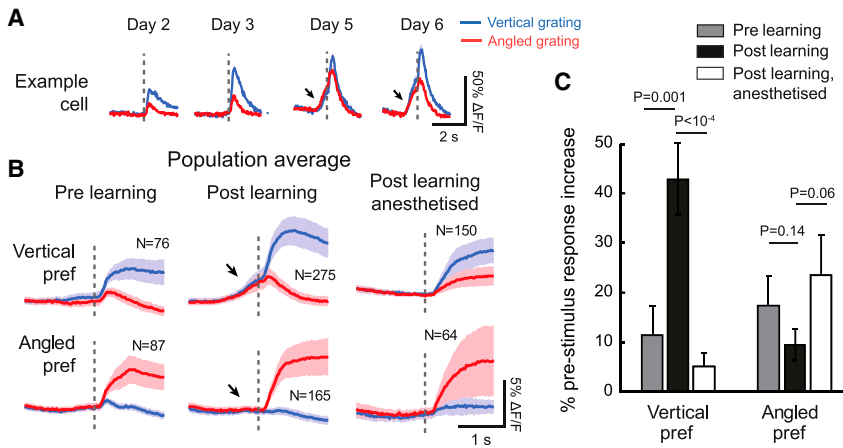 A
Day 2
Day 3
Day 5
Day 6
Vertical grating
Angled grating
Example
cell
50% ΔF/F
2 s
B
Population average
Pre learning
Post learning
Post learning
anesthetised
Vertical
pref
N=76
N=275
N=150
Angled
pref
N=87
N=165
N=64
5% ΔF/F
1 s
C
Pre learning
Post learning
Post learning,
anesthetised
P=0.001
P<10-4
P=0.06
P=0.14
% pre-stimulus response increase
50
40
30
20
10
0
Vertical
pref
Angled
pref